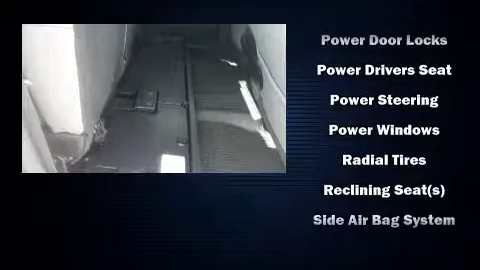 Power Door Locks
Power Drivers Seat
Power Steering
Power Windows
Radial Tires
Reclining Seat(s)
Side Air Bag System